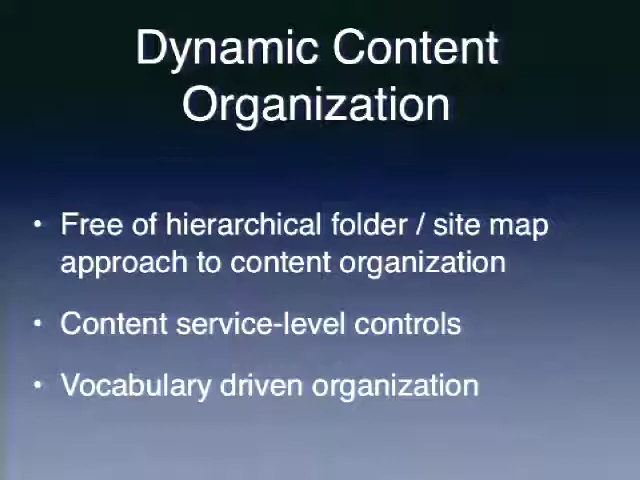 Dynamic Content
Organization
• Free of hierarchical folder / site map
approach to content organization
• Content service-level controls
• Vocabulary driven organization